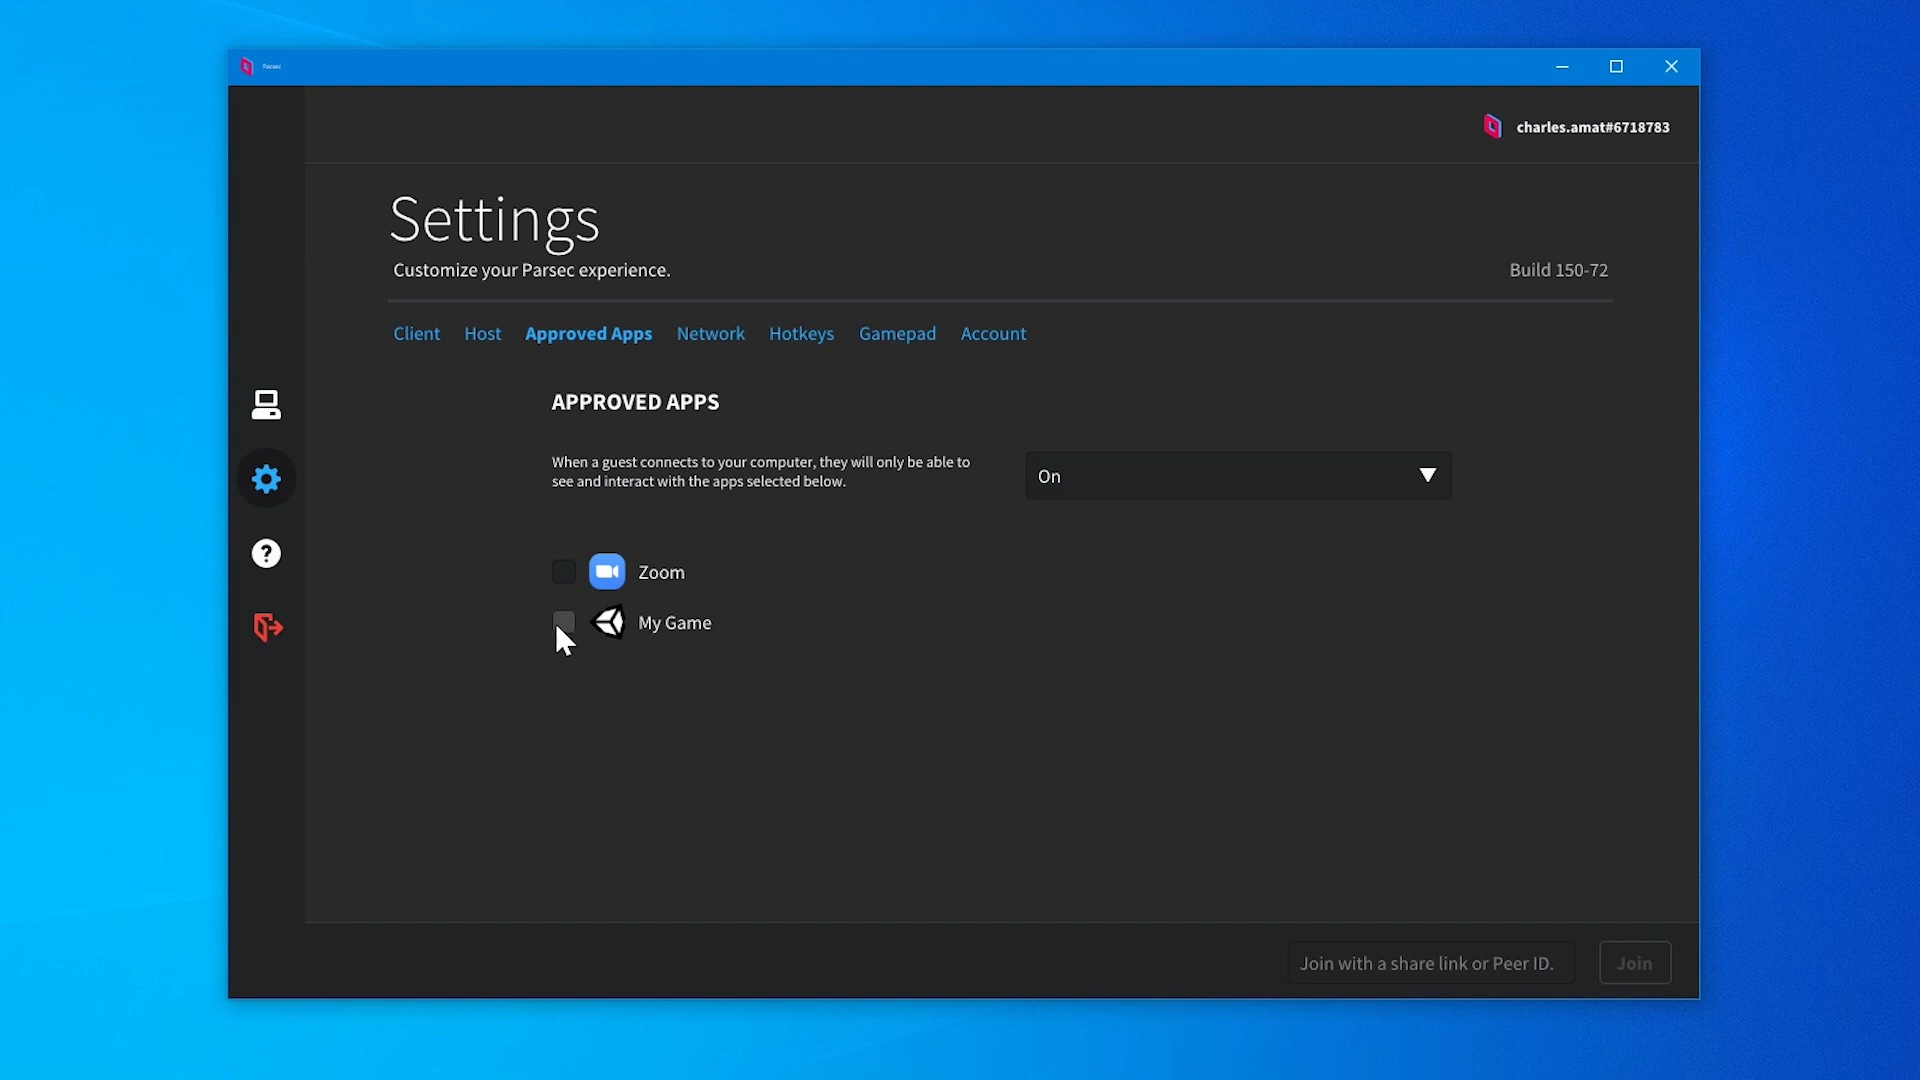 Parsec
charles.amat#6718783
Settings
Customize your Parsec experience.
Build 150-72
Client Host Approved Apps Network Hotkeys Gamepad Account
APPROVED APPS
When a guest connects to your computer, they will only be able to
see and interact with the apps selected below.
On
Zoom
My Game
Join with a share link or Peer ID.
Join